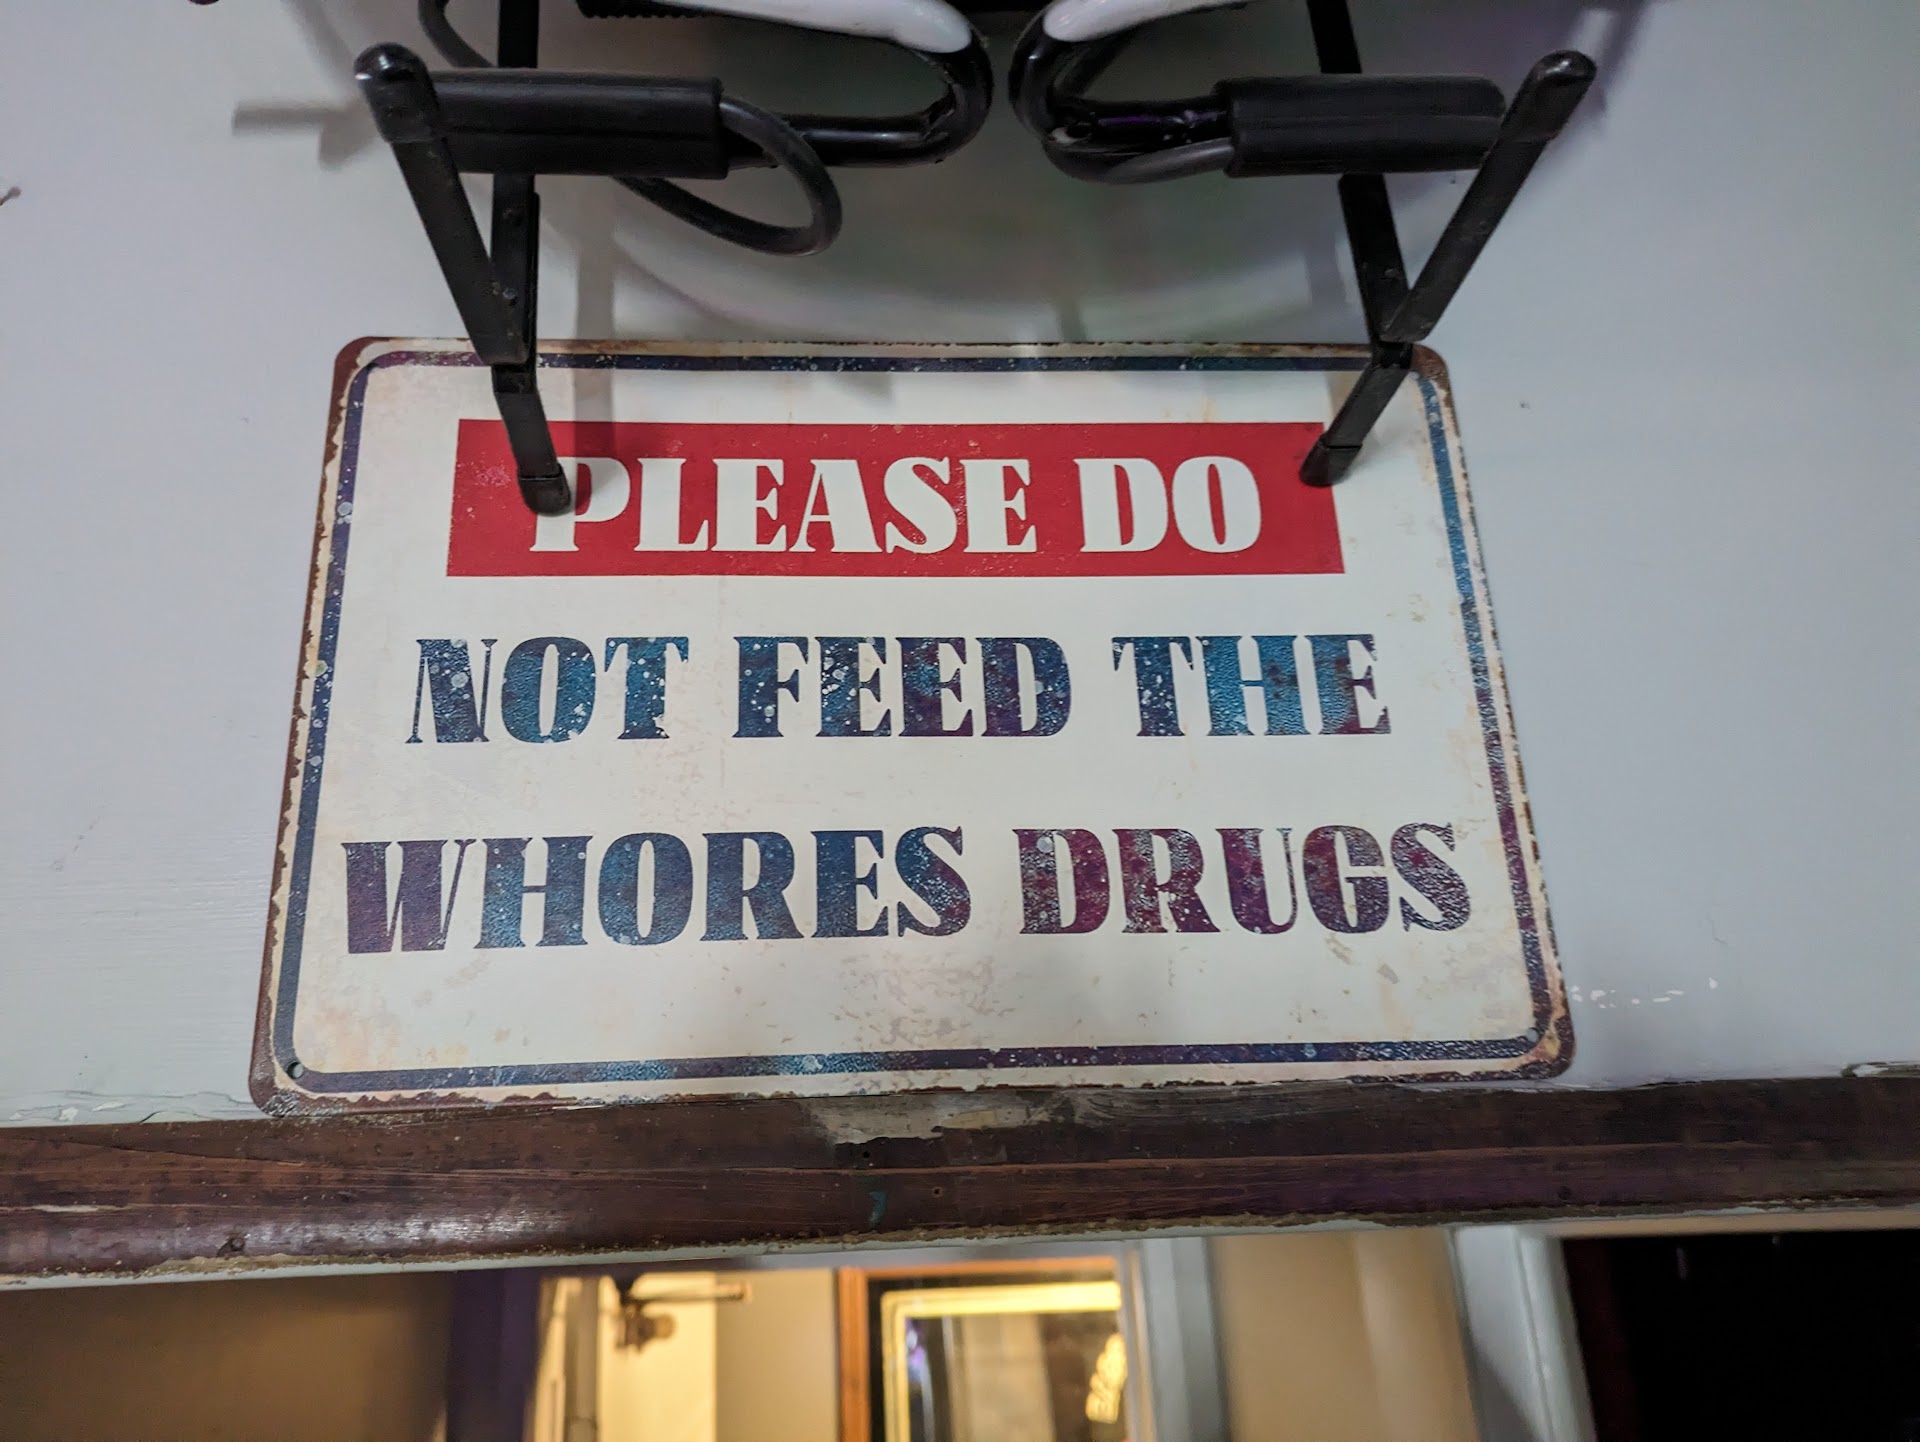 PLEASE DO
NOT FEED THE
WHORES DRUGS